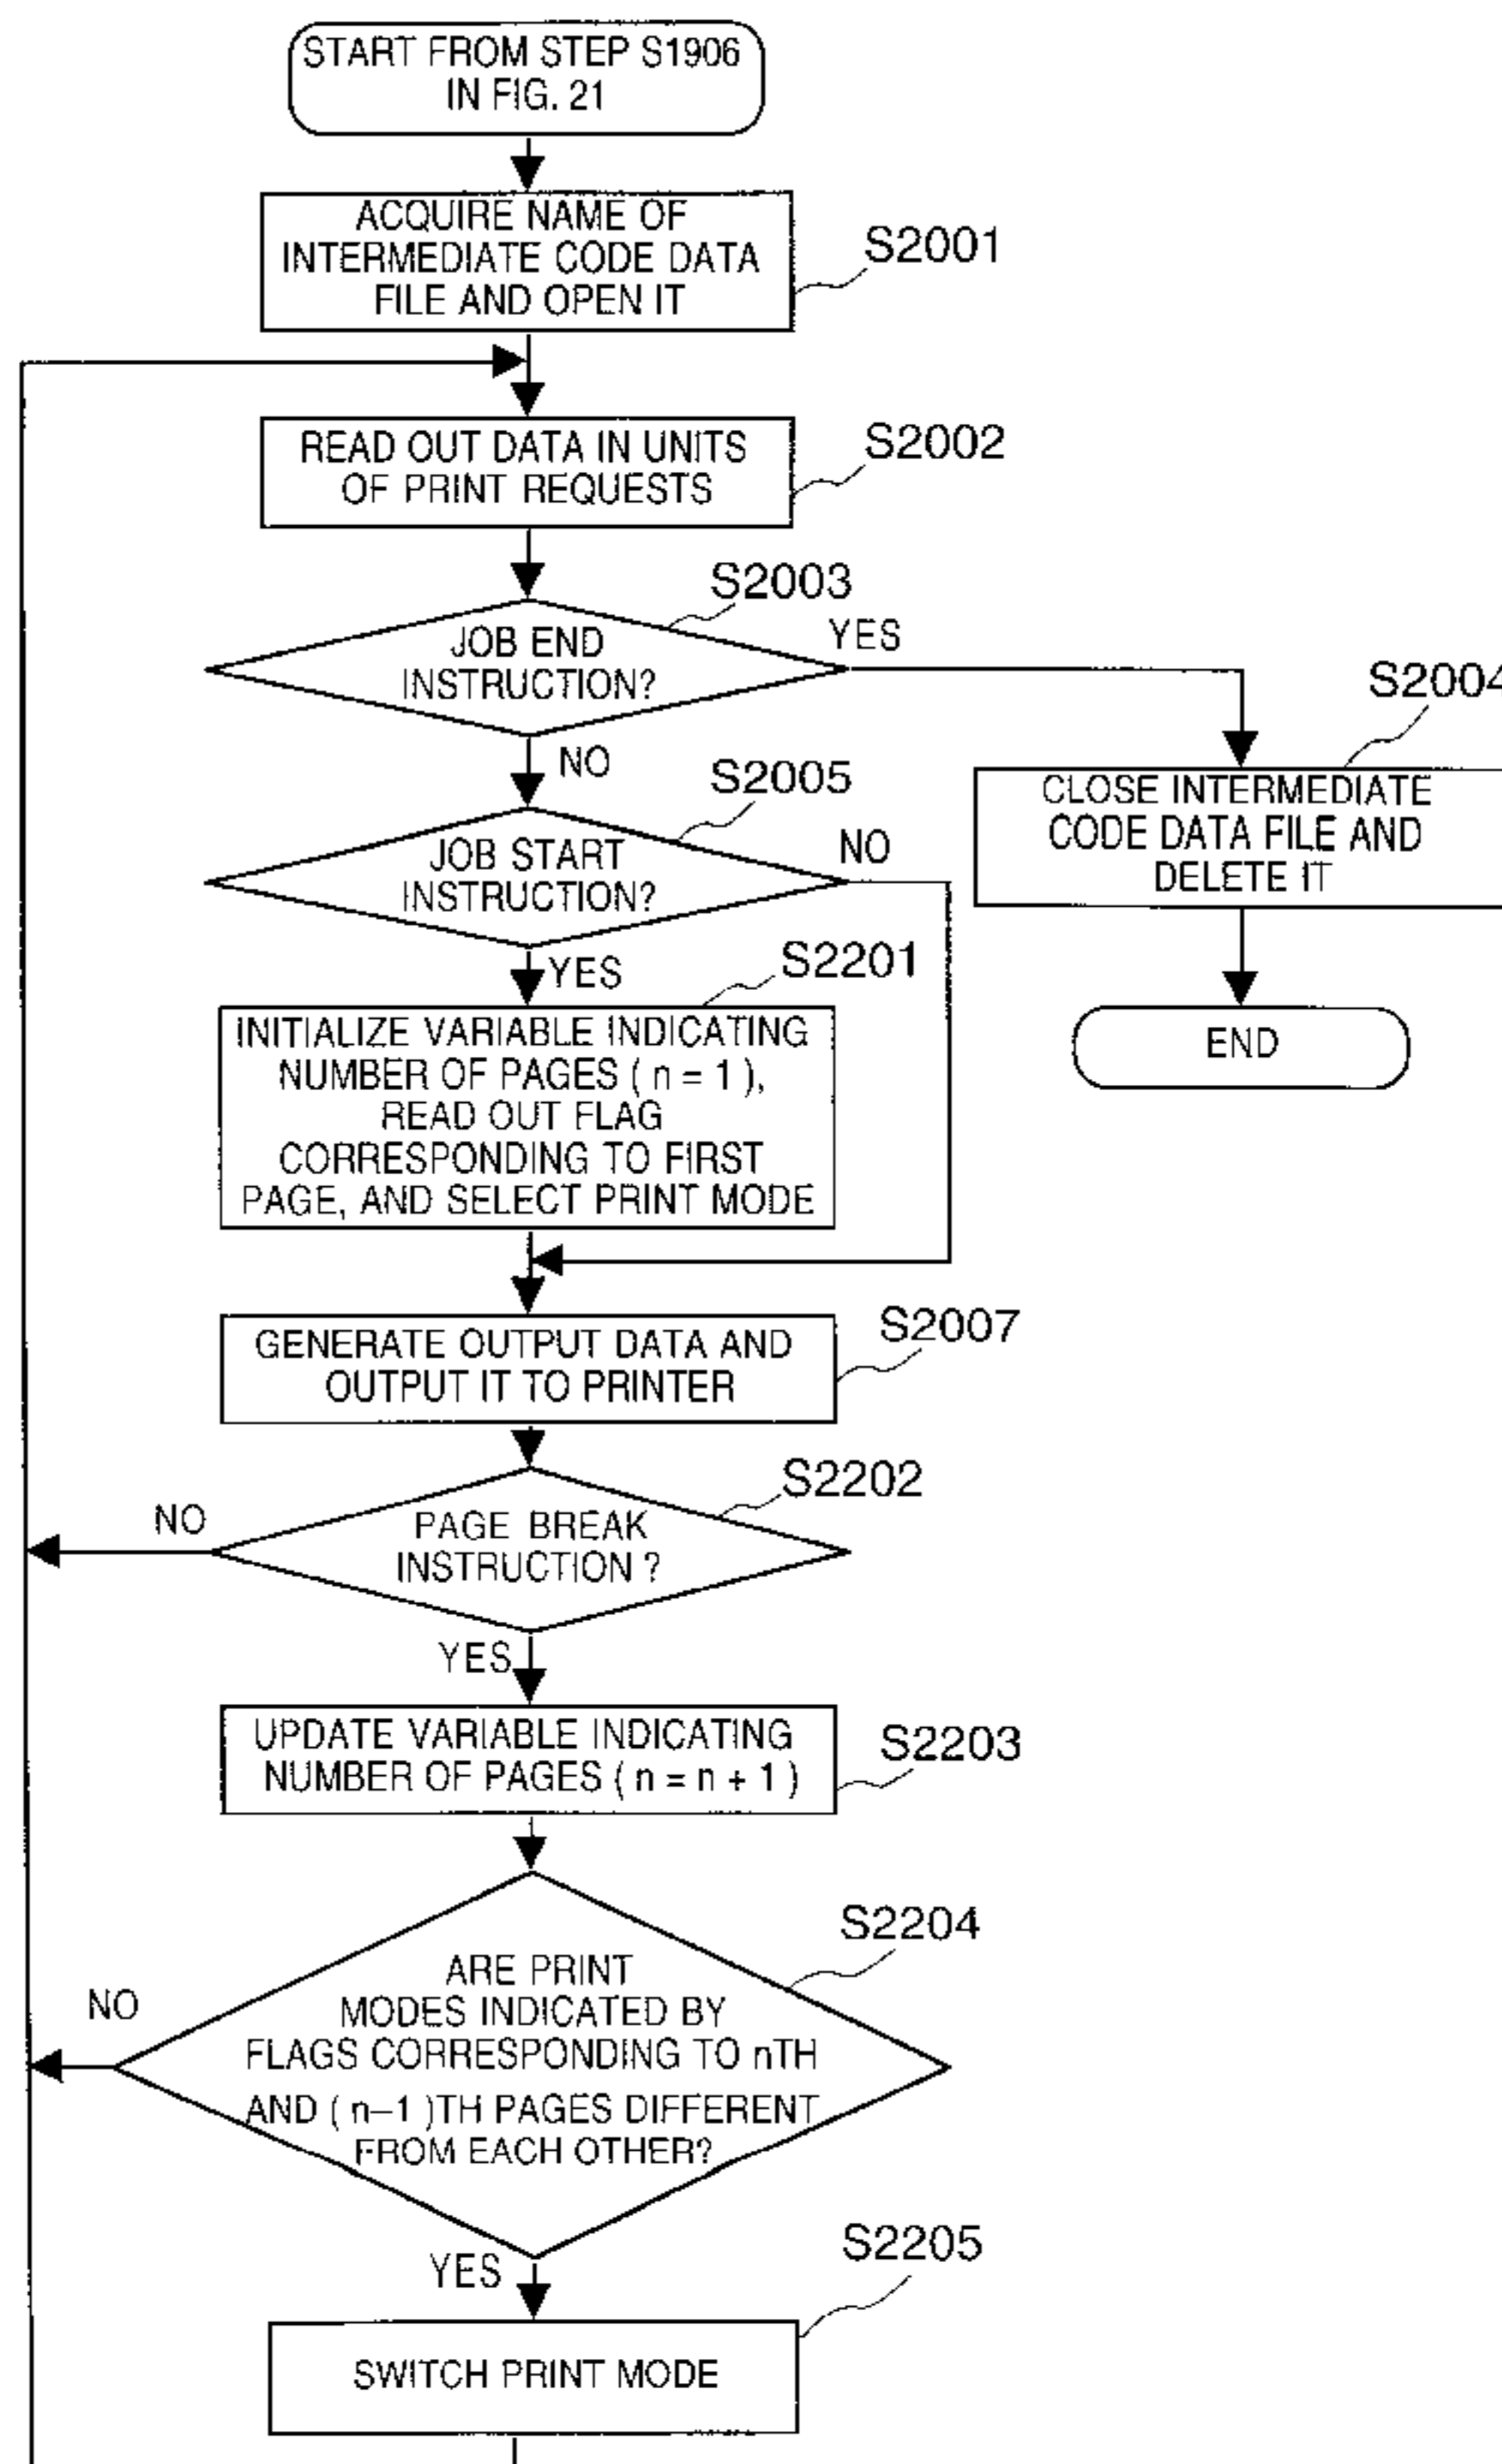 START FROM STEP S1906
IN FIG. 21
ACQUIRE NAME OF
INTERMEDIATE CODE DATA
FILE AND OPEN IT
S2001
READ OUT DATA IN UNITS
OF PRINT REQUESTS
S2002
S2003
JOB END
INSTRUCTION?
YES
NO
S2004
CLOSE INTERMEDIATE
CODE DATA FILE AND
DELETE IT
END
S2005
JOB START
INSTRUCTION?
NO
YES
S2201
INITIALIZE VARIABLE INDICATING
NUMBER OF PAGES ( n = 1 ),
READ OUT FLAG
CORRESPONDING TO FIRST
PAGE, AND SELECT PRINT MODE
GENERATE OUTPUT DATA AND
OUTPUT IT TO PRINTER
S2007
S2202
PAGE BREAK
INSTRUCTION ?
NO
YES
UPDATE VARIABLE INDICATING
NUMBER OF PAGES ( n = n + 1 )
S2203
S2204
ARE PRINT
MODES INDICATED BY
FLAGS CORRESPONDING TO nTH
AND ( n–1 )TH PAGES DIFFERENT
FROM EACH OTHER?
NO
YES
S2205
SWITCH PRINT MODE